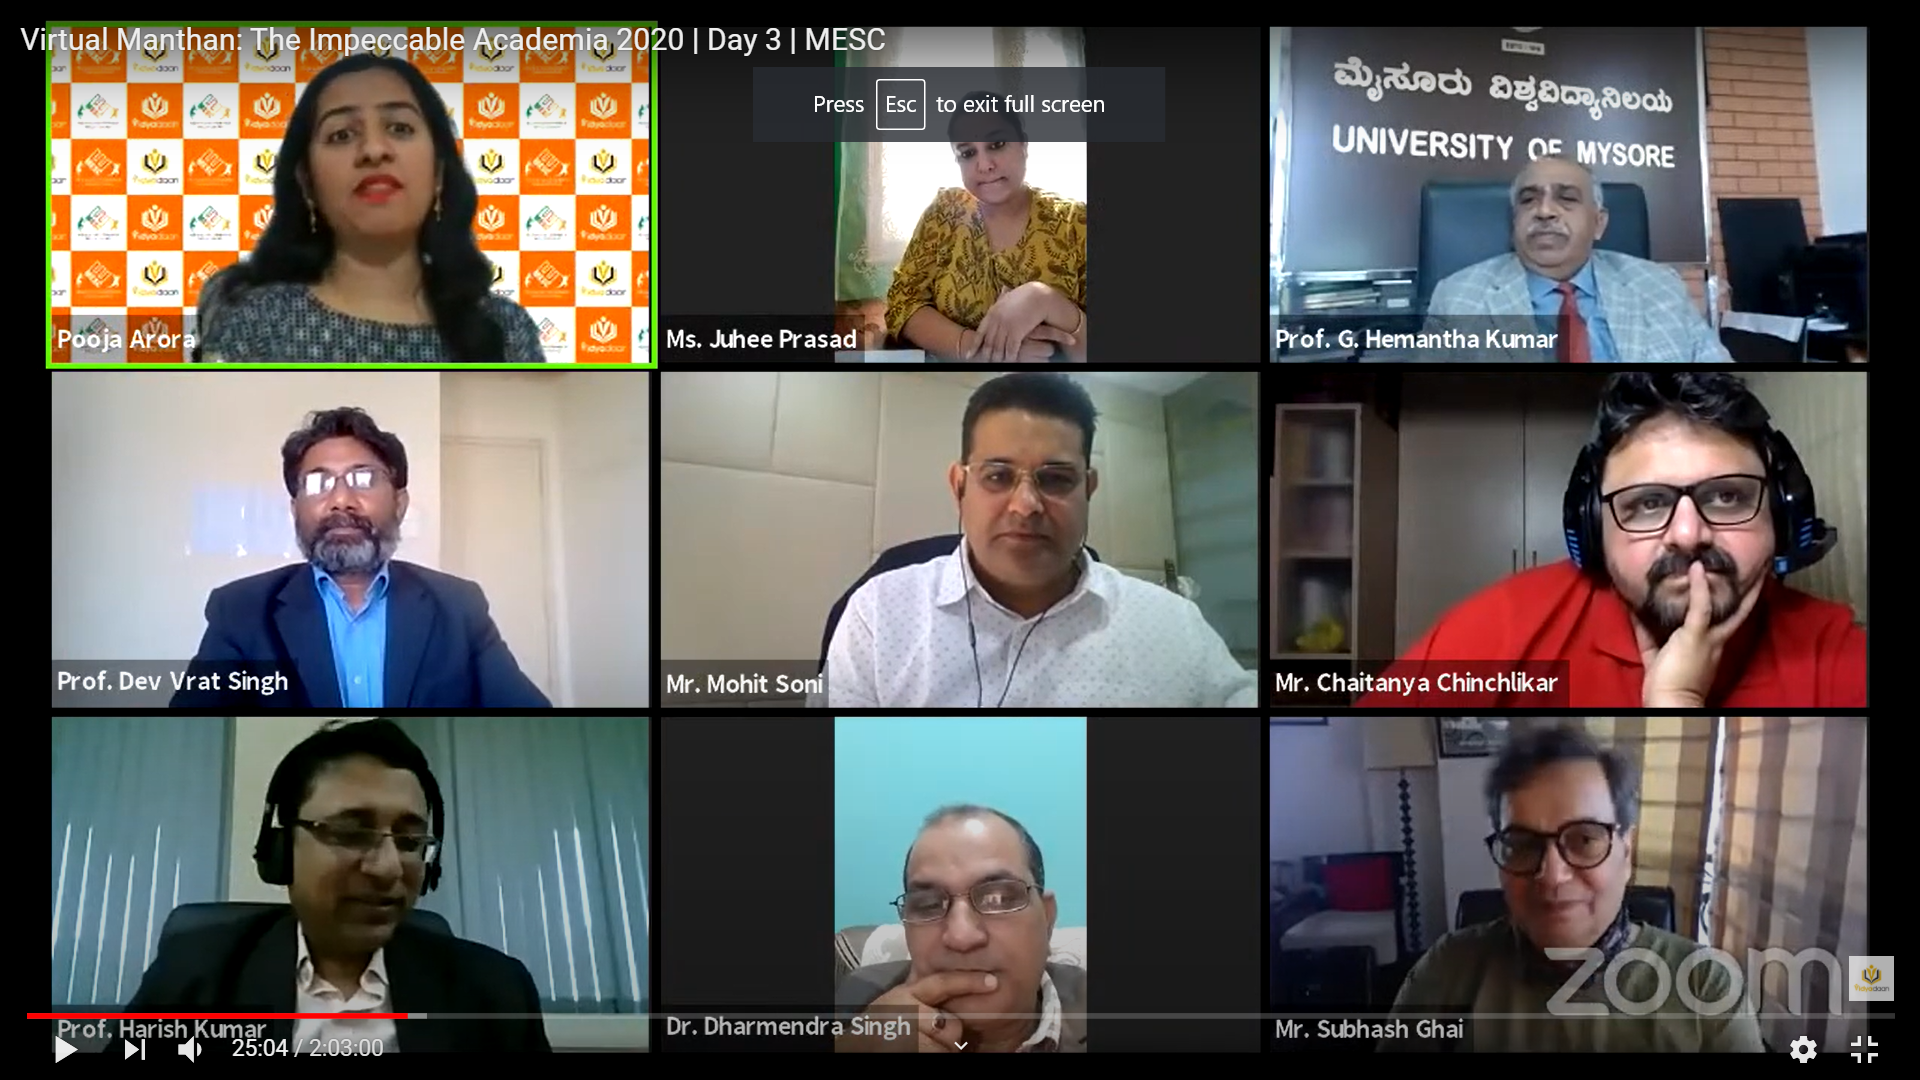 Virtual Manthan: The Impeccable Academia 2020 | Day 3 | MESC
Press Esc to exit full screen
ಮೈಸೂರು ವಿಶ್ವವಿದ್ಯಾನಿಲಯ
UNIVERSITY OF MYSORE
Pooja Arora
Ms. Juhee Prasad
Prof. G. Hemantha Kumar
Prof. Dev Vrat Singh
Mr. Mohit Soni
Mr. Chaitanya Chinchlikar
zoom
Prof. Harish Kumar
Dr. Dharmendra Singh
Mr. Subhash Ghai
25:04 / 2:03:00